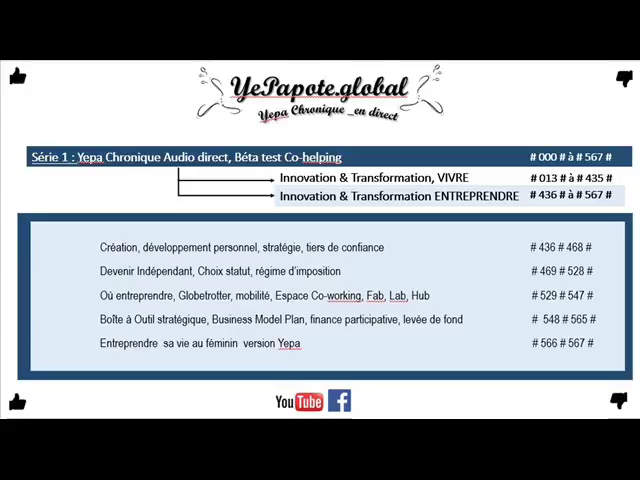 YePapote.global
Yepa Chronique _en direct
Série 1 : Yepa Chronique Audio direct, Béta test Co-helping # 000 # à # 567 #
Innovation & Transformation, VIVRE # 013 # à # 435 #
Innovation & Transformation ENTREPRENDRE # 436 # à # 567 #
Création, développement personnel, stratégie, tiers de confiance # 436 # 468 #
Devenir Indépendant, Choix statut, régime d'imposition # 469 # 528 #
Où entreprendre, Globetrotter, mobilité, Espace Co-working, Fab, Lab, Hub # 529 # 547 #
Boîte à Outil stratégique, Business Model Plan, finance participative, levée de fond # 548 # 565 #
Entreprendre sa vie au féminin version Yepa # 566 # 567 #
You Tube f